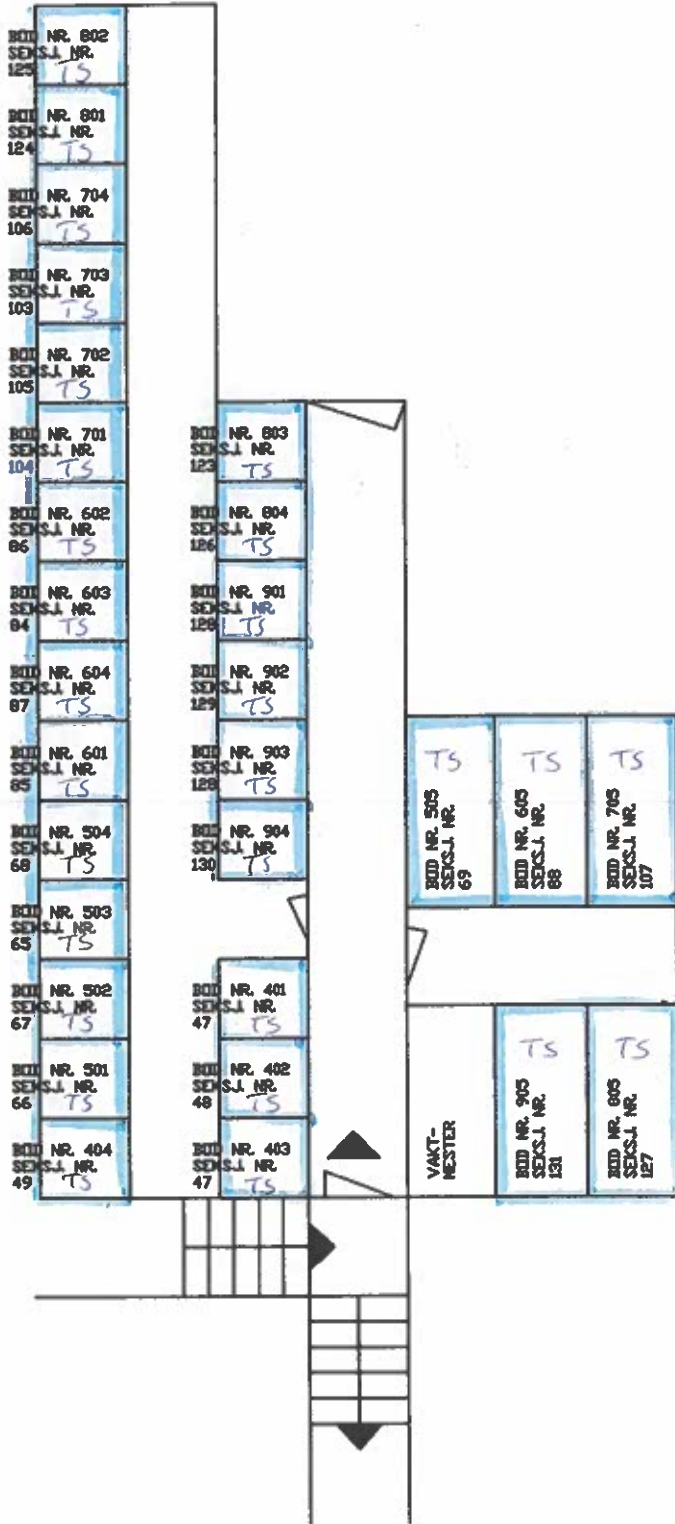 BOD NR. 802
SEKSJ. NR.
125 TS
BOD NR. 801
SEKSJ. NR.
124 TS
BOD NR. 704
SEKSJ. NR.
106 TS
BOD NR. 703
SEKSJ. NR.
103 TS
BOD NR. 702
SEKSJ. NR.
105 TS
BOD NR. 701
SEKSJ. NR.
104 TS
BOD NR. 602
SEKSJ. NR.
86 TS
BOD NR. 603
SEKSJ. NR.
84 TS
BOD NR. 604
SEKSJ. NR.
87 TS
BOD NR. 601
SEKSJ. NR.
85 TS
BOD NR. 504
SEKSJ. NR.
68 TS
BOD NR. 503
SEKSJ. NR.
65 TS
BOD NR. 502
SEKSJ. NR.
67 TS
BOD NR. 501
SEKSJ. NR.
66 TS
BOD NR. 404
SEKSJ. NR.
49 TS
BOD NR. 803
SEKSJ. NR.
123 TS
BOD NR. 804
SEKSJ. NR.
126 TS
BOD NR. 901
SEKSJ. NR.
128 TS
BOD NR. 902
SEKSJ. NR.
129 TS
BOD NR. 903
SEKSJ. NR.
128 TS
BOD NR. 904
SEKSJ. NR.
130 TS
BOD NR. 401
SEKSJ. NR.
47 TS
BOD NR. 402
SEKSJ. NR.
48 TS
BOD NR. 403
SEKSJ. NR.
47 TS
TS
BOD NR. 505
SEKSJ. NR.
69
TS
BOD NR. 605
SEKSJ. NR.
88
TS
BOD NR. 705
SEKSJ. NR.
107
VAKT-
MESTER
TS
BOD NR. 905
SEKSJ. NR.
131
TS
BOD NR. 805
SEKSJ. NR.
127